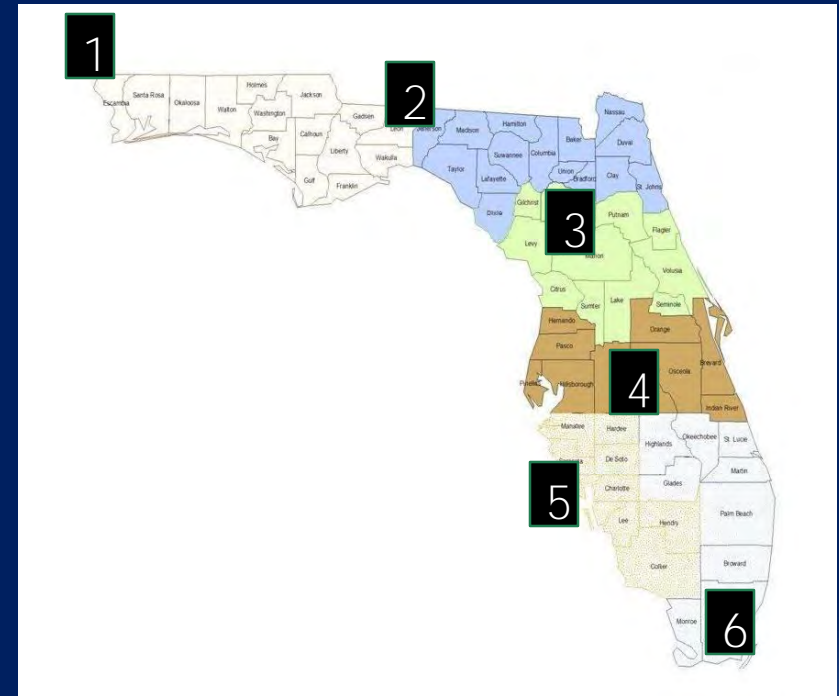 1
2
3
4
5
6
Escambia
Santa Rosa
Okaloosa
Walton
Holmes
Washington
Jackson
Bay
Calhoun
Gulf
Liberty
Gadsen
Franklin
Leon
Wakulla
Jefferson
Madison
Taylor
Hamilton
Suwannee
Lafayette
Dixie
Columbia
Baker
Union
Bradford
Nassau
Duval
Clay
St. Johns
Gilchrist
Levy
Putnam
Flagler
Marion
Volusia
Citrus
Sumter
Lake
Seminole
Hernando
Pasco
Pinellas
Hillsborough
Orange
Osceola
Brevard
Indian River
Manatee
Hardee
Highlands
Okeechobee
St. Lucie
De Soto
Martin
Charlotte
Glades
Lee
Hendry
Palm Beach
Collier
Broward
Monroe